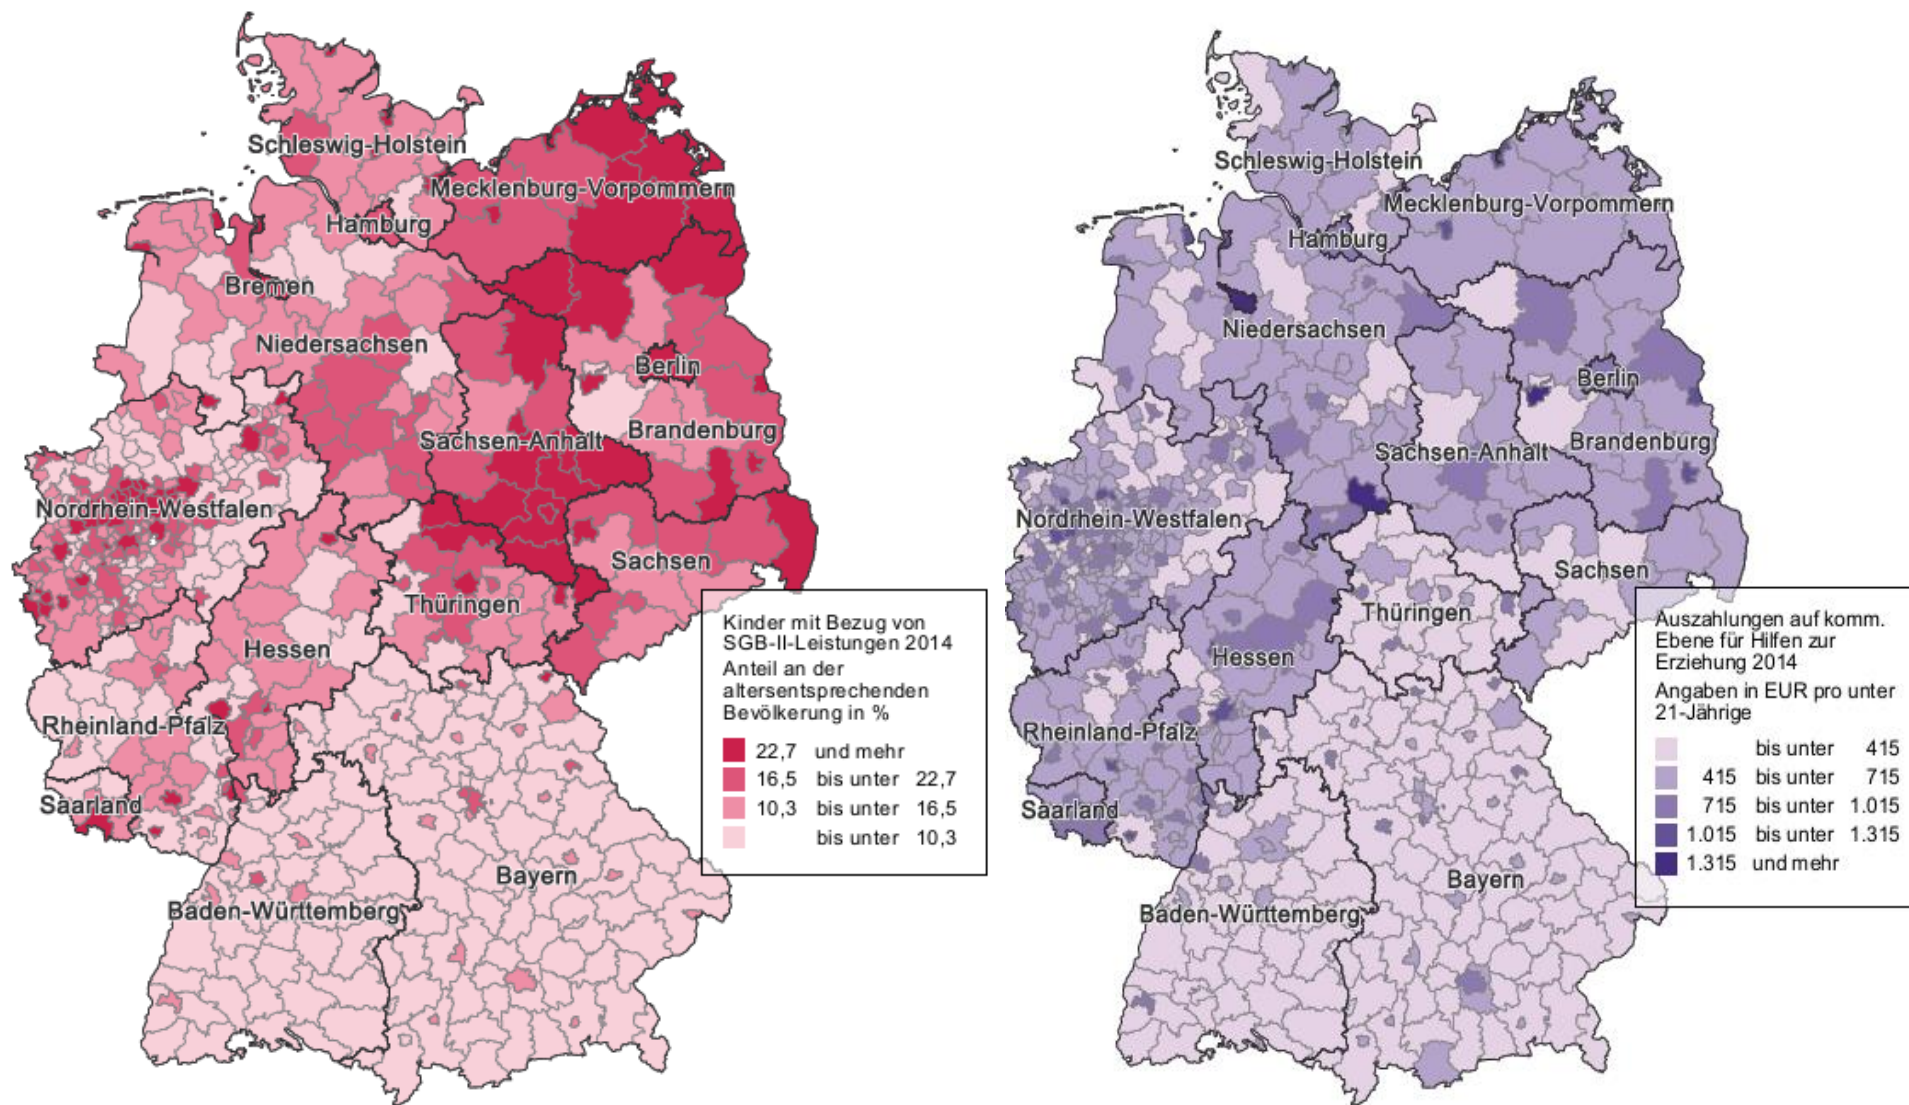 Schleswig-Holstein
Mecklenburg-Vorpommern
Hamburg
Bremen
Niedersachsen
Berlin
Sachsen-Anhalt
Brandenburg
Nordrhein-Westfalen
Sachsen
Thüringen
Hessen
Rheinland-Pfalz
Saarland
Bayern
Baden-Württemberg
Kinder mit Bezug von
SGB-II-Leistungen 2014
Anteil an der
altersentsprechenden
Bevölkerung in %
22,7 und mehr
16,5 bis unter 22,7
10,3 bis unter 16,5
bis unter 10,3
Schleswig-Holstein
Mecklenburg-Vorpommern
Hamburg
Niedersachsen
Berlin
Brandenburg
Sachsen-Anhalt
Nordrhein-Westfalen
Sachsen
Thüringen
Hessen
Rheinland-Pfalz
Saarland
Bayern
Baden-Württemberg
Auszahlungen auf komm.
Ebene für Hilfen zur
Erziehung 2014
Angaben in EUR pro unter
21-Jährige
bis unter 415
415 bis unter 715
715 bis unter 1.015
1.015 bis unter 1.315
1.315 und mehr